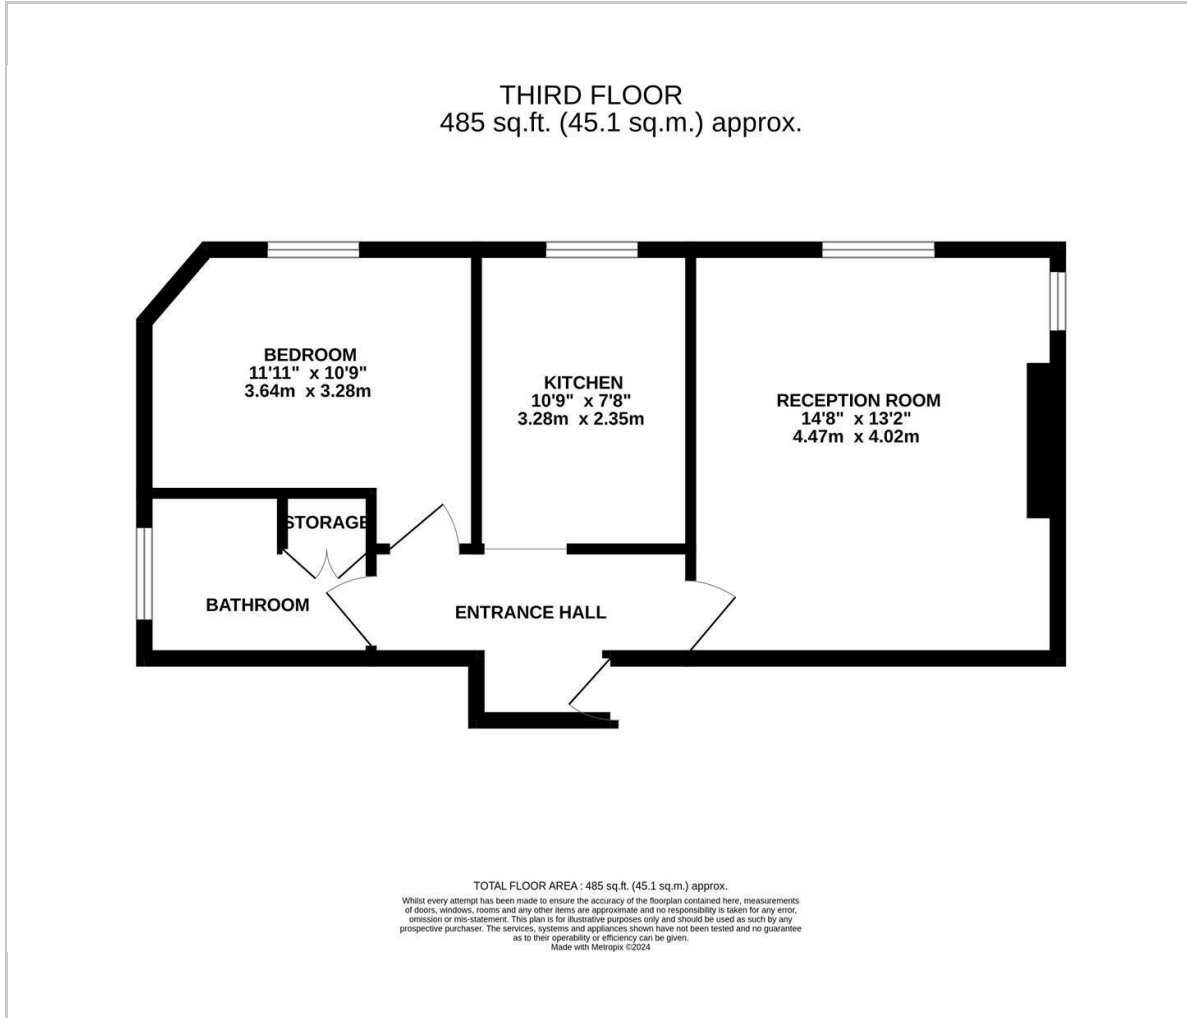 THIRD FLOOR
485 sq.ft. (45.1 sq.m.) approx.
BEDROOM
11'11" x 10'9"
3.64m x 3.28m
KITCHEN
10'9" x 7'8"
3.28m x 2.35m
RECEPTION ROOM
14'8" x 13'2"
4.47m x 4.02m
STORAGE
BATHROOM
ENTRANCE HALL
TOTAL FLOOR AREA : 485 sq.ft. (45.1 sq.m.) approx.
Whilst every attempt has been made to ensure the accuracy of the floorplan contained here, measurements
of doors, windows, rooms and any other items are approximate and no responsibility is taken for any error,
omission or mis-statement. This plan is for illustrative purposes only and should be used as such by any
prospective purchaser. The services, systems and appliances shown have not been tested and no guarantee
as to their operability or efficiency can be given.
Made with Metropix ©2024